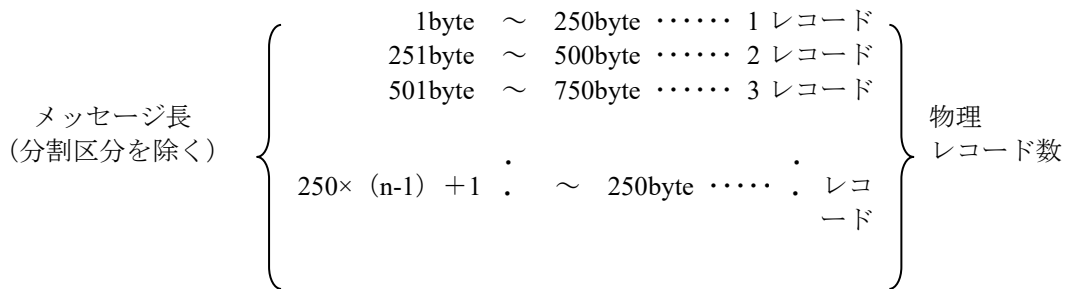 1byte ～ 250byte ‥‥‥ 1 レコード
251byte ～ 500byte ‥‥‥ 2 レコード
501byte ～ 750byte ‥‥‥ 3 レコード
メッセージ長
（分割区分を除く）
物理
レコード数
250×（n-1）＋1 ： ～ 250byte ‥‥‥ ： レコ
ード